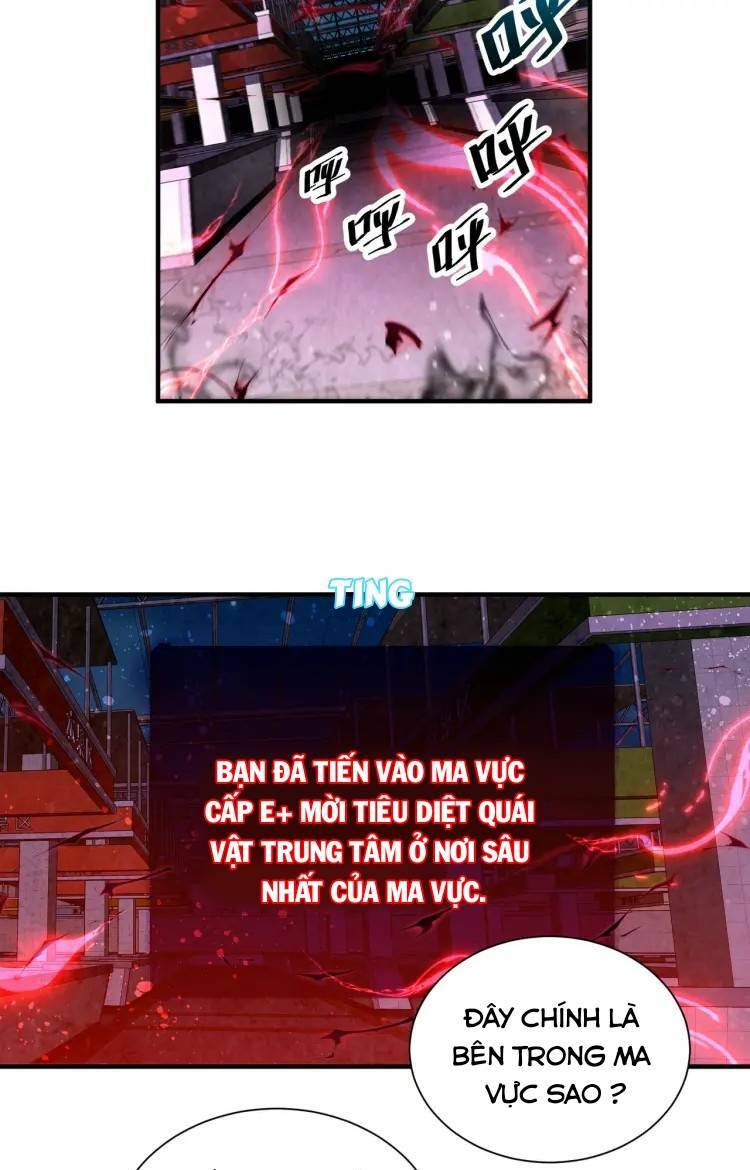 呼
呼
呼
呼
呼
TING
BẠN ĐÃ TIẾN VÀO MA VỰC
CẤP E+ MỜI TIÊU DIỆT QUÁI
VẬT TRUNG TÂM Ở NƠI SÂU
NHẤT CỦA MA VỰC.
ĐÂY CHÍNH LÀ
BÊN TRONG MA
VỰC SAO ?